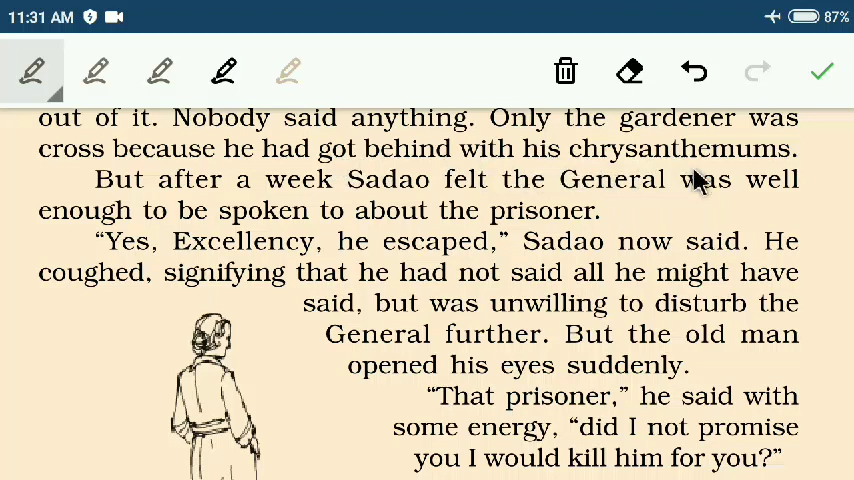 11:31 AM 87%
out of it. Nobody said anything. Only the gardener was
cross because he had got behind with his chrysanthemums.
But after a week Sadao felt the General was well
enough to be spoken to about the prisoner.
“Yes, Excellency, he escaped,” Sadao now said. He
coughed, signifying that he had not said all he might have
said, but was unwilling to disturb the
General further. But the old man
opened his eyes suddenly.
“That prisoner,” he said with
some energy, “did I not promise
you I would kill him for you?”